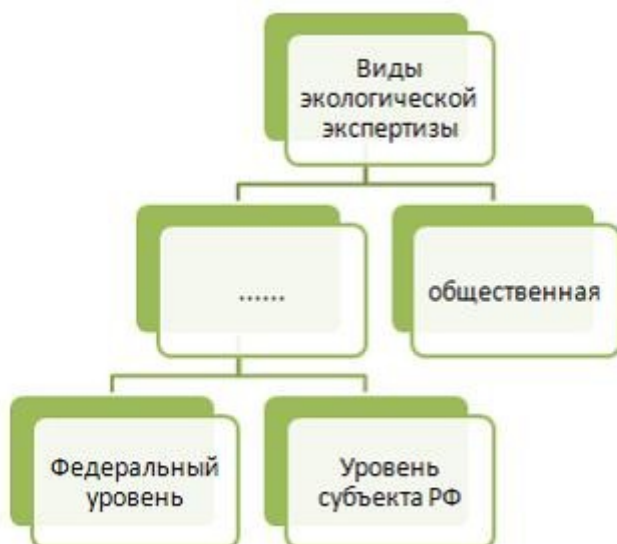 Виды
экологической
экспертизы
......
общественная
Федеральный
уровень
Уровень
субъекта РФ